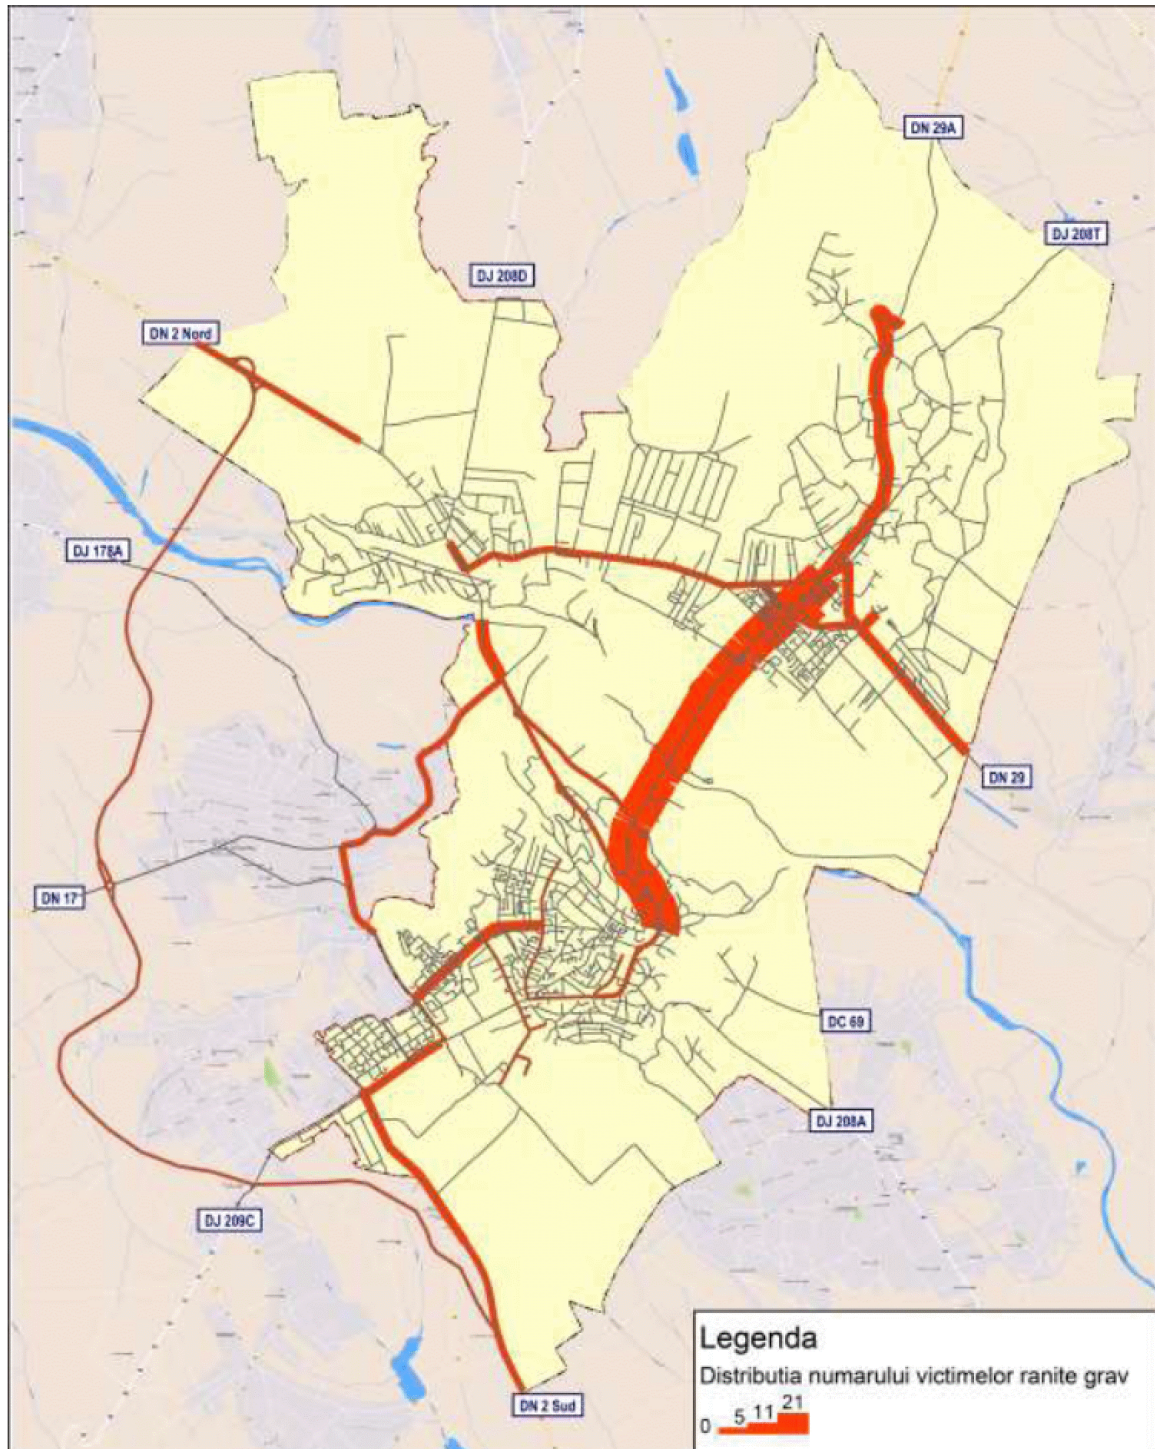 DN 29A
DJ 208T
DJ 208D
DN 2 Nord
DJ 178A
DN 29
DN 17
DC 69
DJ 208A
DJ 209C
DN 2 Sud
Legenda
Distributia numarului victimelor ranite grav
0 5 11 21